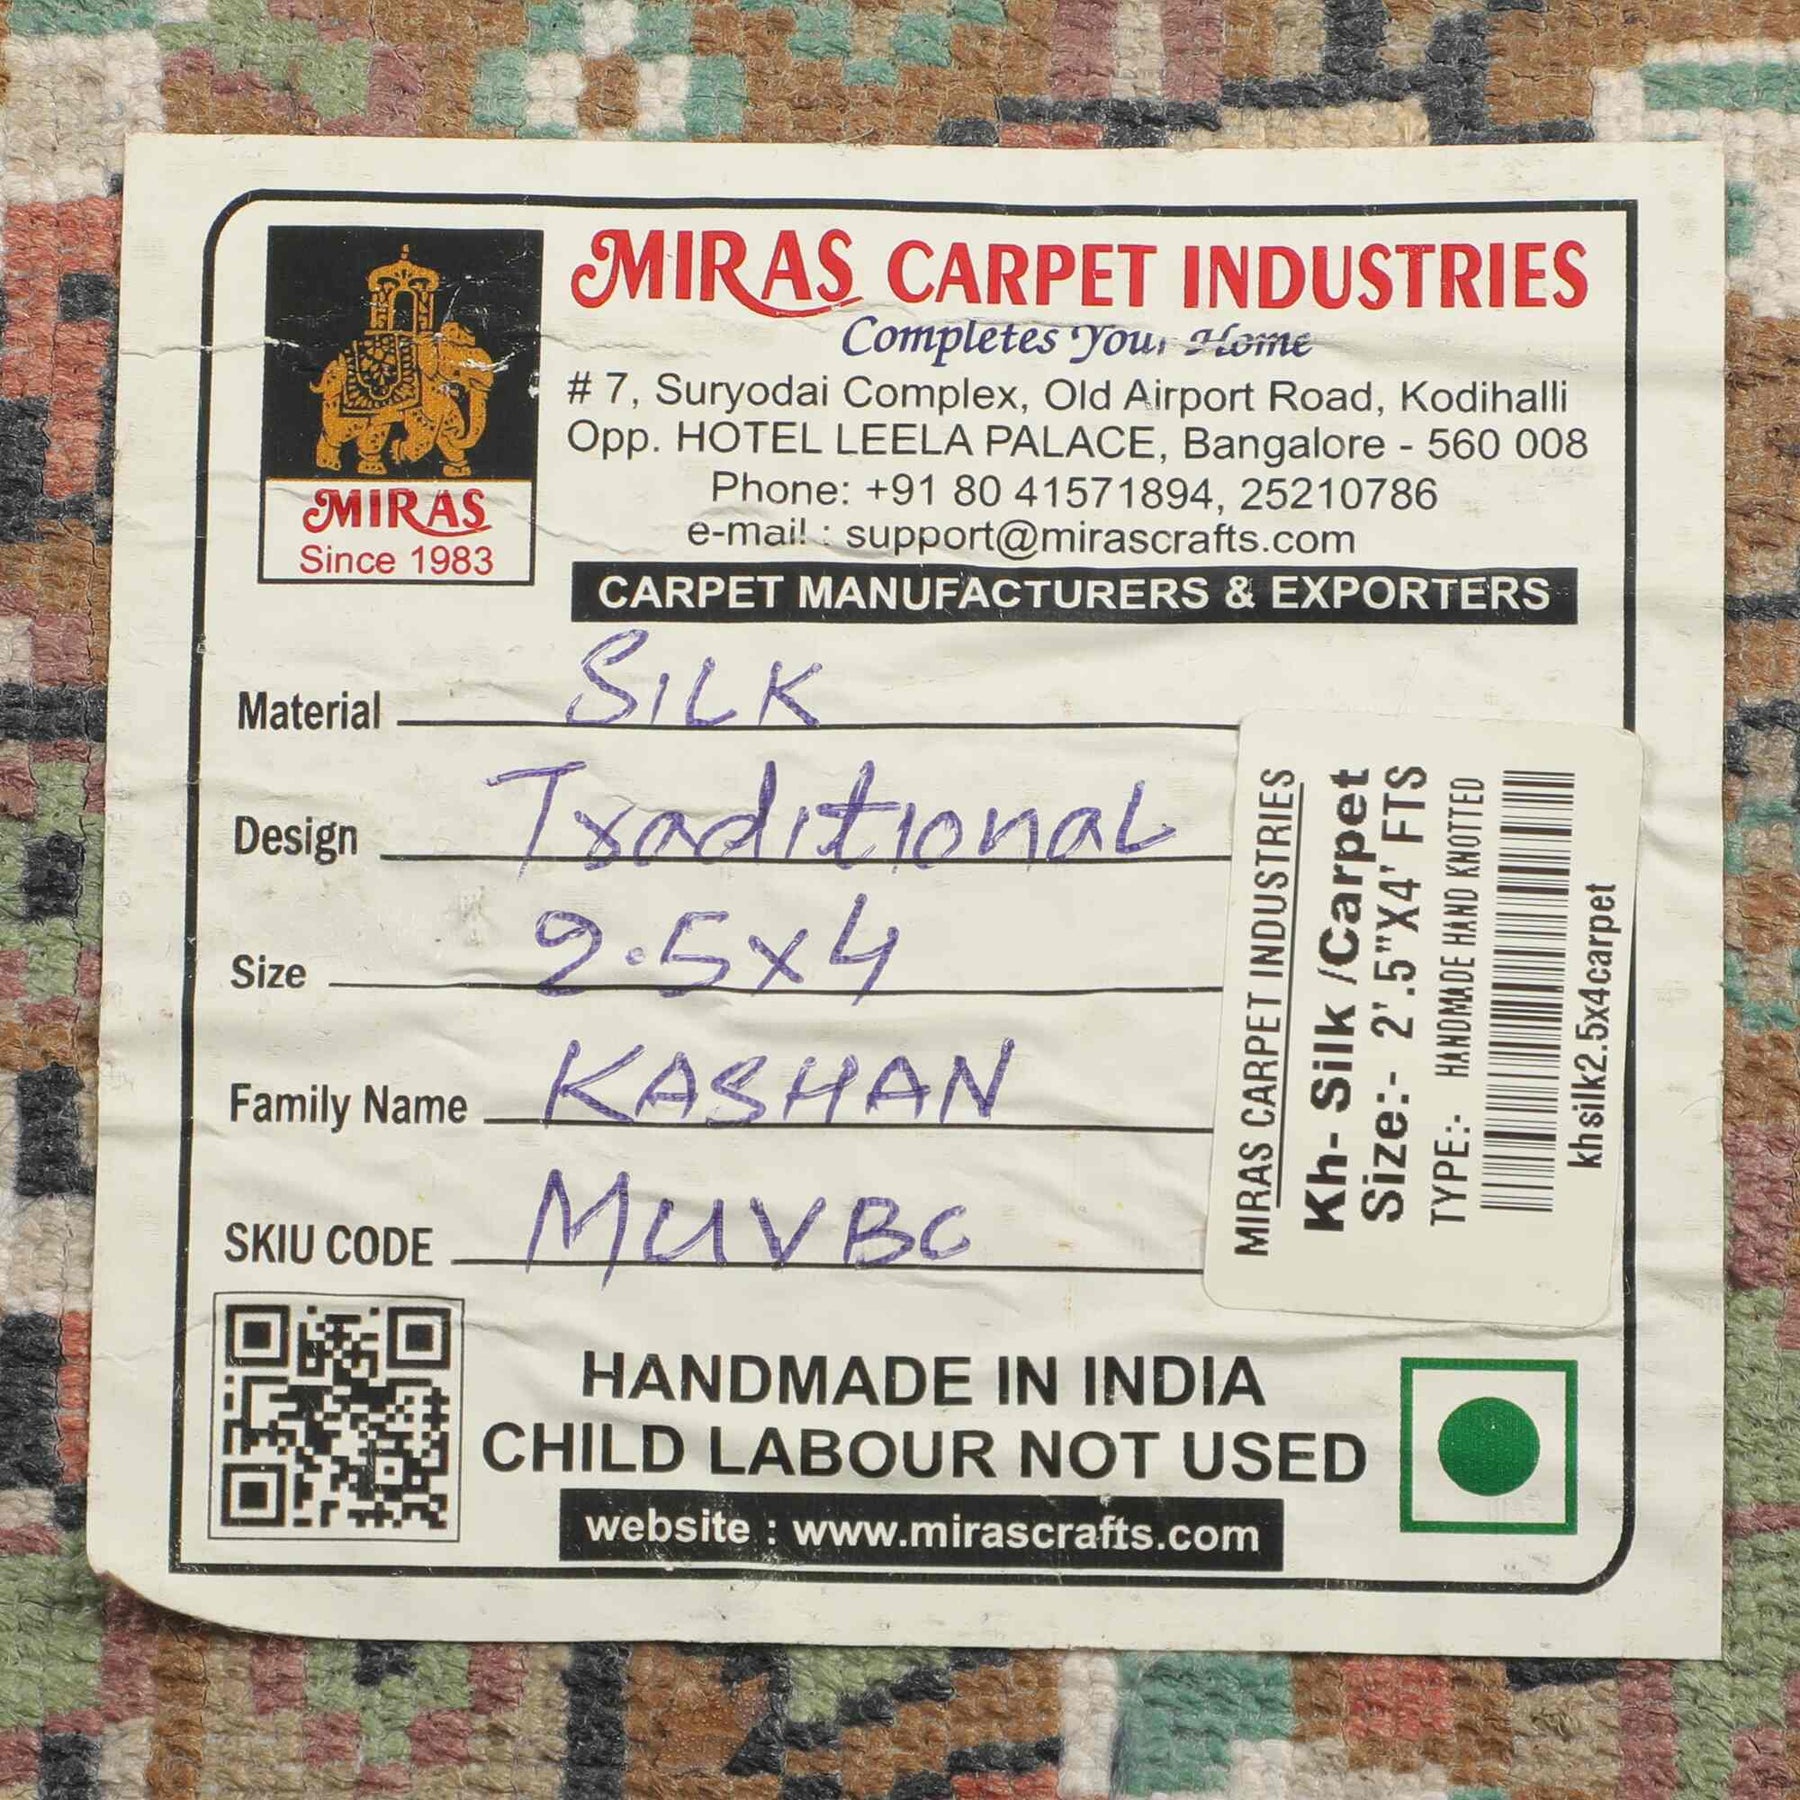 MIRAS CARPET INDUSTRIES
Completes Your Home
# 7, Suryodai Complex, Old Airport Road, Kodihalli
Opp. HOTEL LEELA PALACE, Bangalore - 560 008
Phone: +91 80 41571894, 25210786
e-mail : support@mirascrafts.com
CARPET MANUFACTURERS & EXPORTERS
MIRAS
Since 1983
Material SILK
Design Traditional
Size 2.5x4
Family Name KASHAN
SKIU CODE MUVBC
MIRAS CARPET INDUSTRIES
Kh- Silk /Carpet
Size:- 2'.5"X4' FTS
TYPE:- HANDMADE HAND KNOTTED
khsilk2.5x4carpet
HANDMADE IN INDIA
CHILD LABOUR NOT USED
website : www.mirascrafts.com